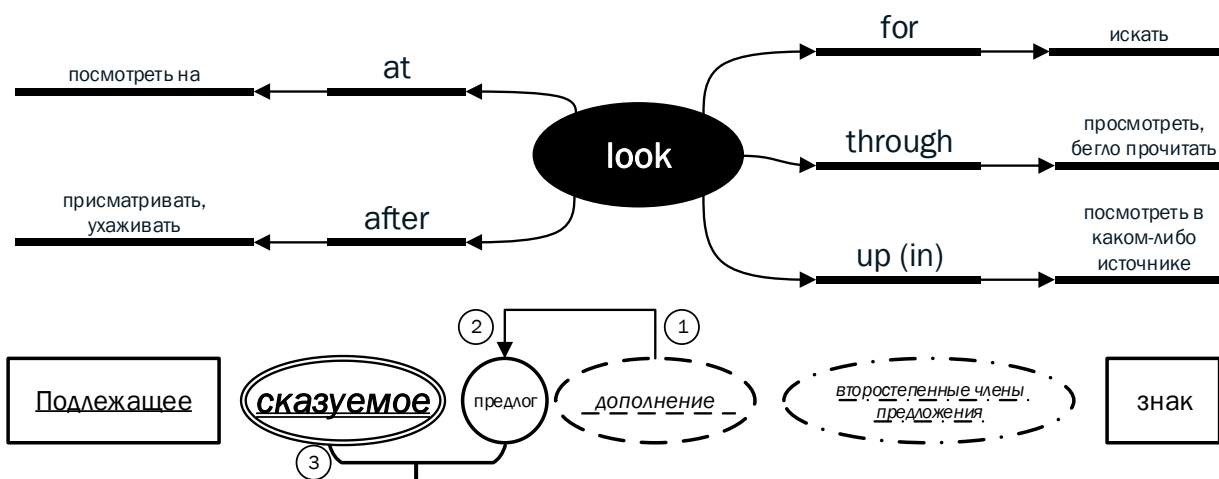 for
искать
at
посмотреть на
look
through
просмотреть,
бегло прочитать
after
присматривать,
ухаживать
up (in)
посмотреть в
каком-либо
источнике
2
1
Подлежащее
сказуемое
предлог
дополнение
второстепенные члены
предложения
знак
3